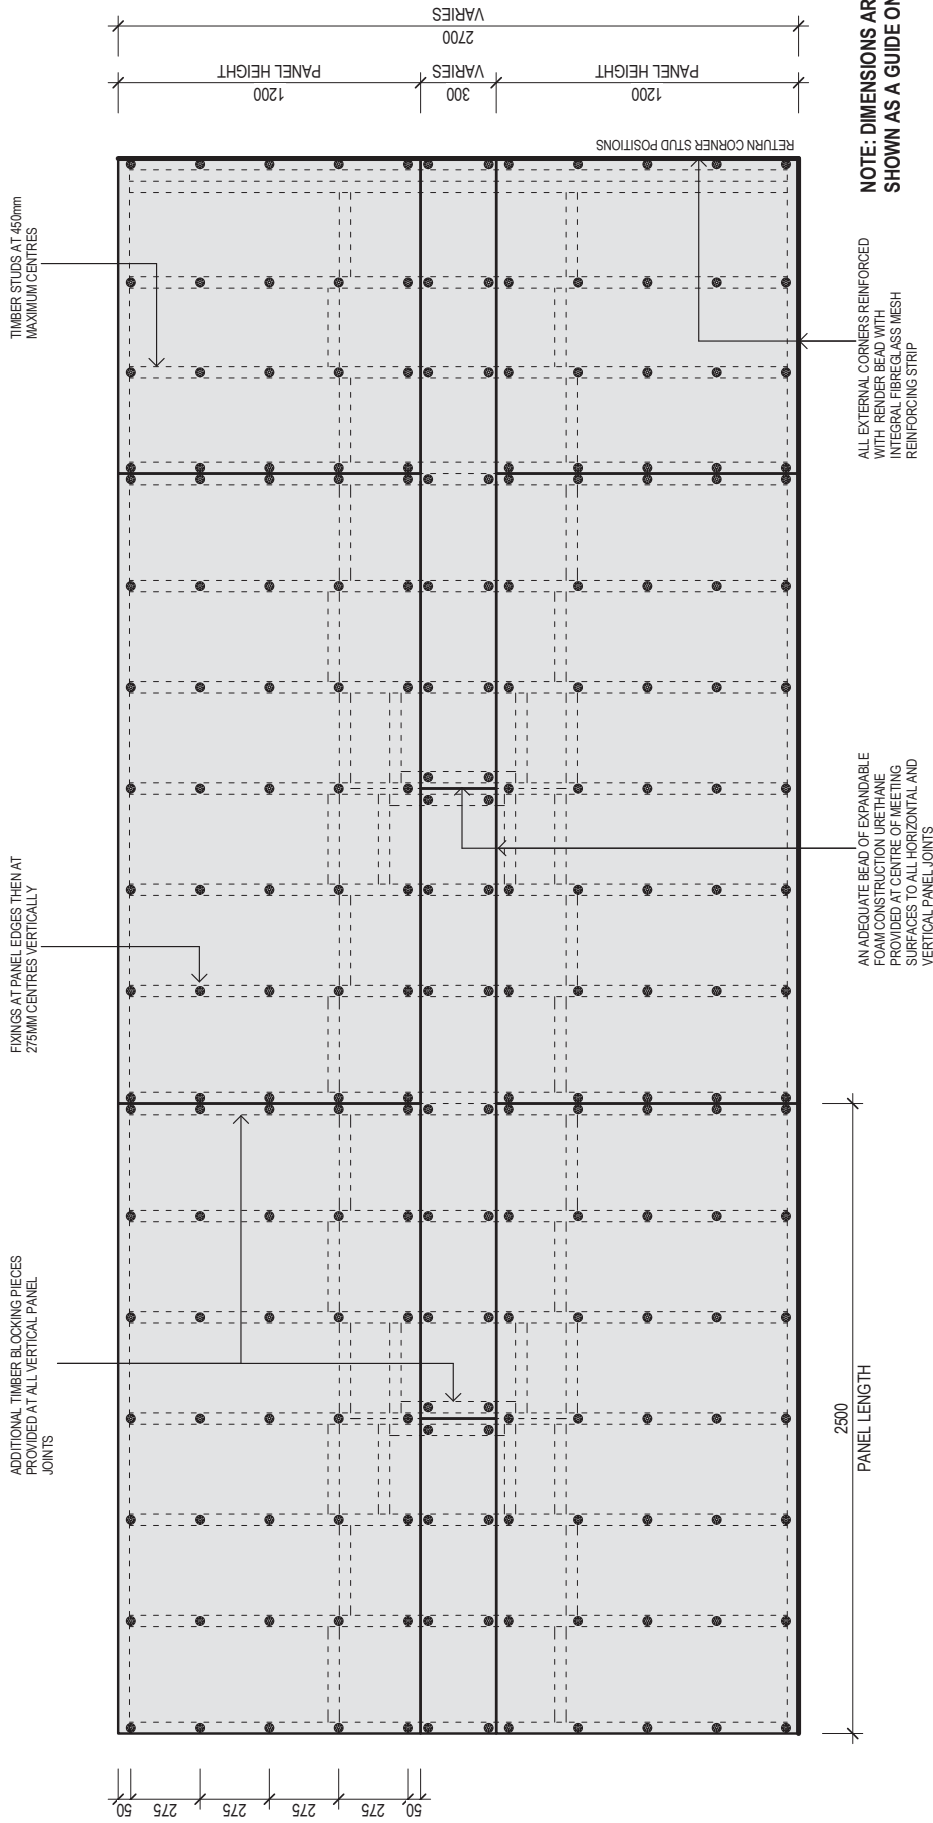 ADDITIONAL TIMBER BLOCKING PIECES
PROVIDED AT ALL VERTICAL PANEL
JOINTS
FIXINGS AT PANEL EDGES THEN AT
275MM CENTRES VERTICALLY
TIMBER STUDS AT 450mm
MAXIMUM CENTRES
50
275
275
275
275
50
1200
PANEL HEIGHT
300
VARIES
1200
PANEL HEIGHT
2700
VARIES
RETURN CORNER STUD POSITIONS
2500
PANEL LENGTH
AN ADEQUATE BEAD OF EXPANDABLE
FOAM CONSTRUCTION URETHANE
PROVIDED AT CENTRE OF MEETING
SURFACES TO ALL HORIZONTAL AND
VERTICAL PANEL JOINTS
ALL EXTERNAL CORNERS REINFORCED
WITH RENDER BEAD WITH
INTEGRAL FIBREGLASS MESH
REINFORCING STRIP
NOTE: DIMENSIONS AR
SHOWN AS A GUIDE ON